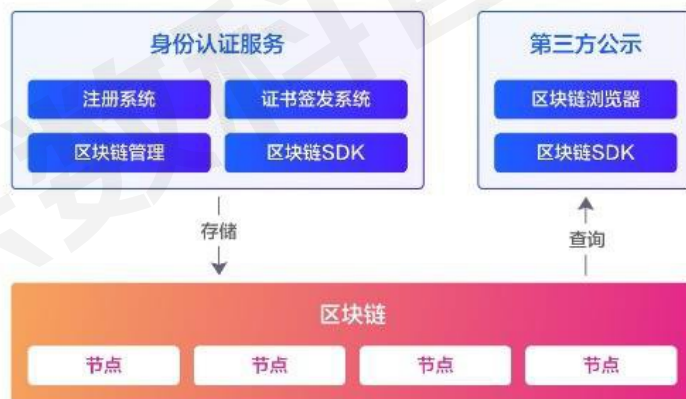 身份认证服务
注册系统 证书签发系统
区块链管理 区块链SDK
第三方公示
区块链浏览器
区块链SDK
存储
查询
区块链
节点 节点 节点 节点